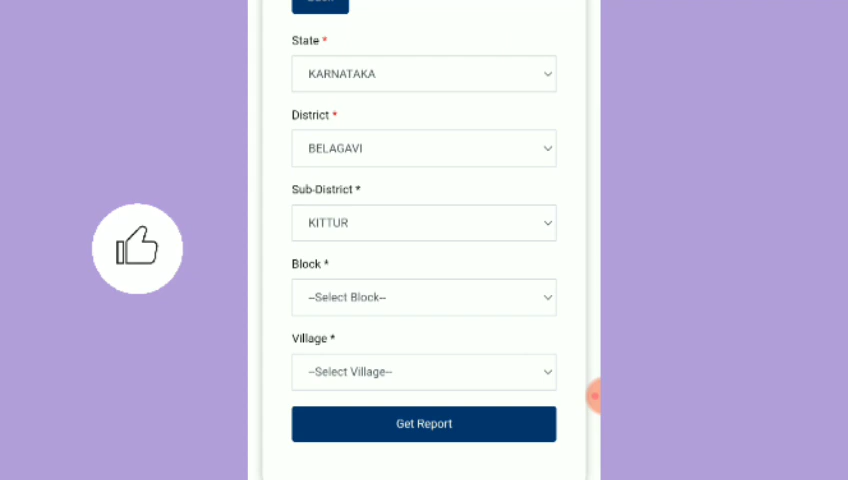 State *
KARNATAKA
District *
BELAGAVI
Sub-District *
KITTUR
Block *
--Select Block--
Village *
--Select Village--
Get Report